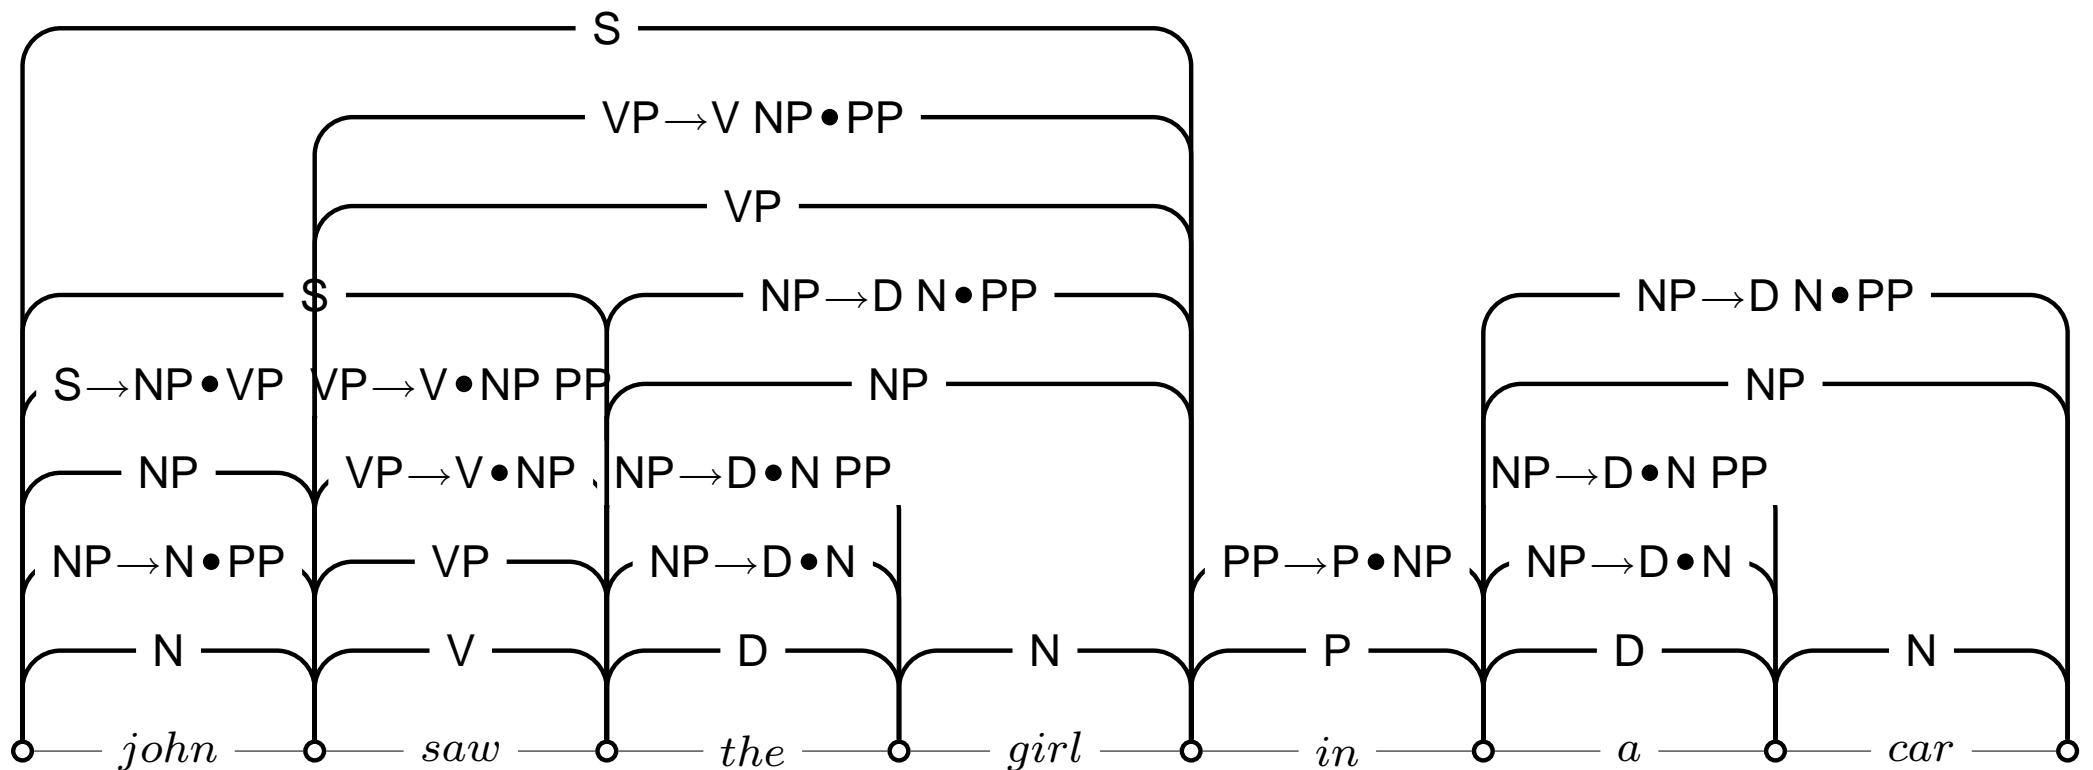 S
VP→V NP•PP
VP
S NP→D N•PP NP→D N•PP
S→NP•VP VP→V•NP PP NP NP
NP VP→V•NP NP→D•N PP NP→D•N PP
NP→N•PP VP NP→D•N PP→P•NP NP→D•N
N V D N P D N
john saw the girl in a car